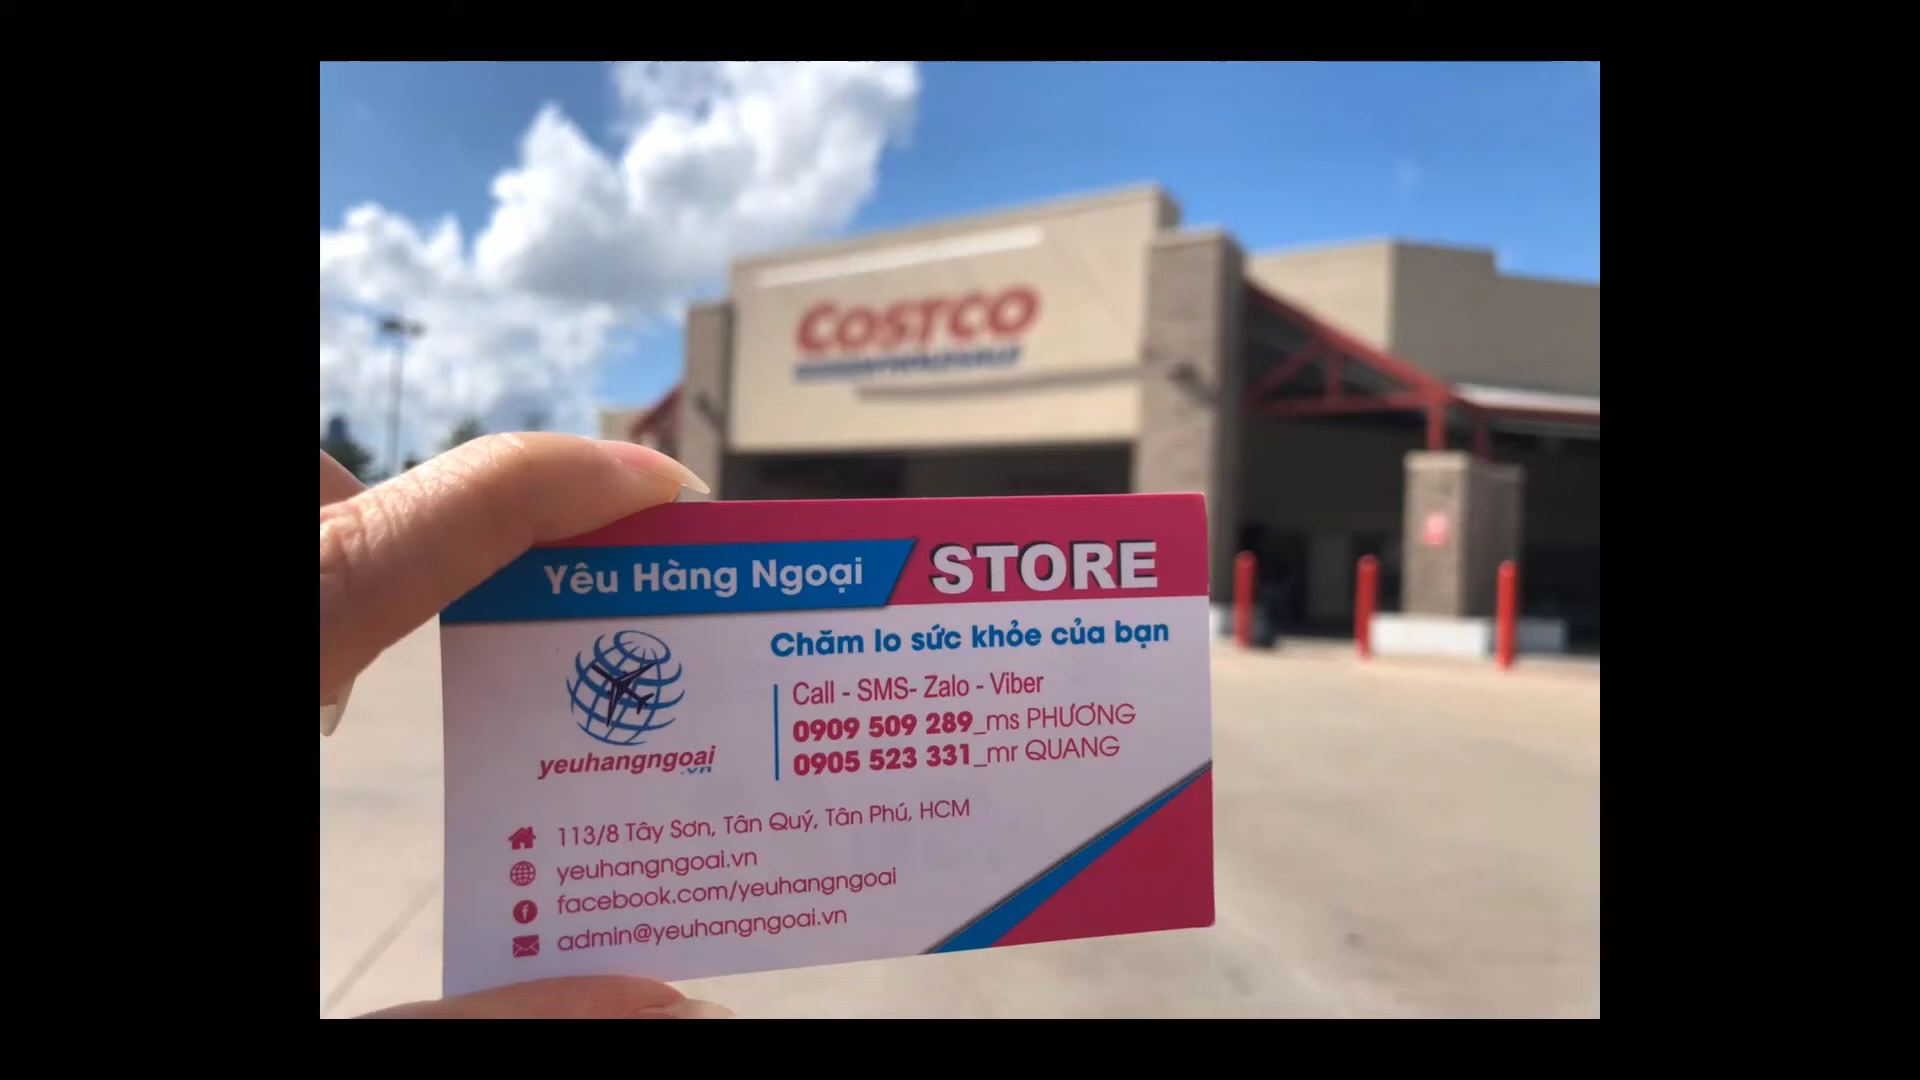 COSTCO
WHOLESALE
Yêu Hàng Ngoại STORE
Chăm lo sức khỏe của bạn
Call - SMS- Zalo - Viber
0909 509 289_ms PHƯƠNG
0905 523 331_mr QUANG
yeuhangngoai
.vn
113/8 Tây Sơn, Tân Quý, Tân Phú, HCM
yeuhangngoai.vn
facebook.com/yeuhangngoai
admin@yeuhangngoai.vn